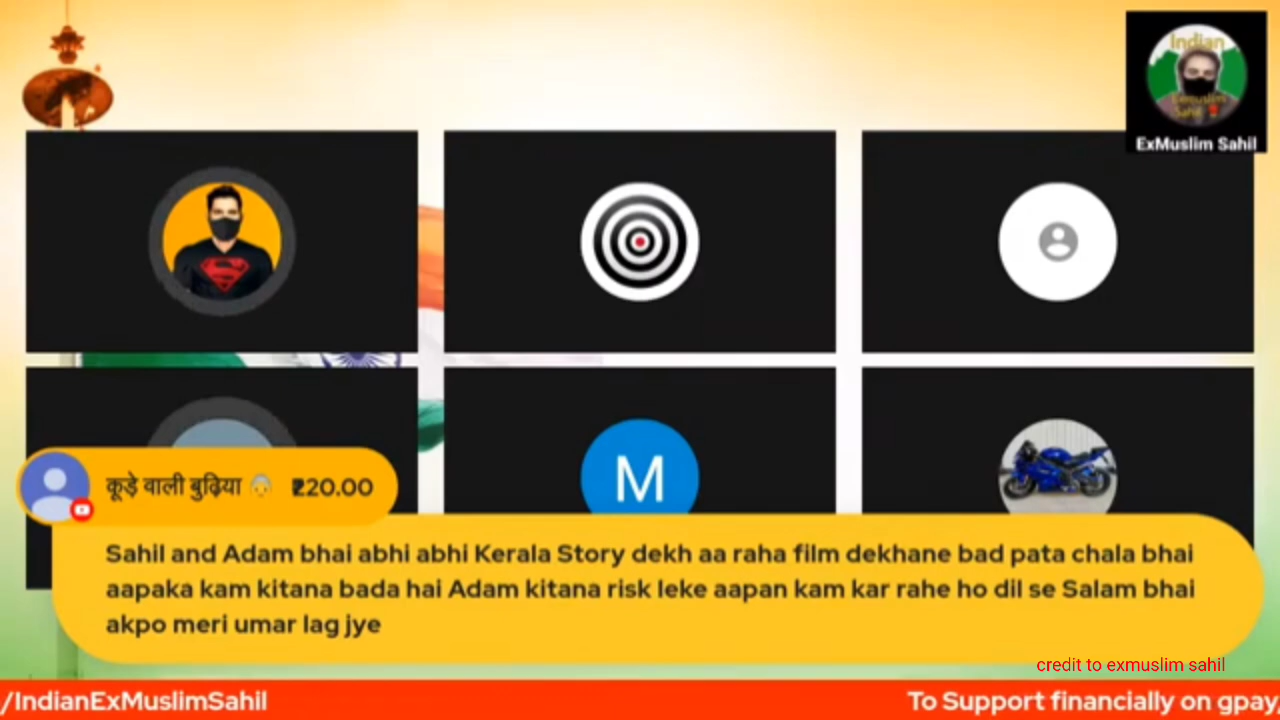 Indian
Exmuslim
Sahil
ExMuslim Sahil
M
कूड़े वाली बुढ़िया 👵 ₹220.00
Sahil and Adam bhai abhi abhi Kerala Story dekh aa raha film dekhane bad pata chala bhai
aapaka kam kitana bada hai Adam kitana risk leke aapan kam kar rahe ho dil se Salam bhai
akpo meri umar lag jye
credit to exmuslim sahil
/IndianExMuslimSahil
To Support financially on gpay